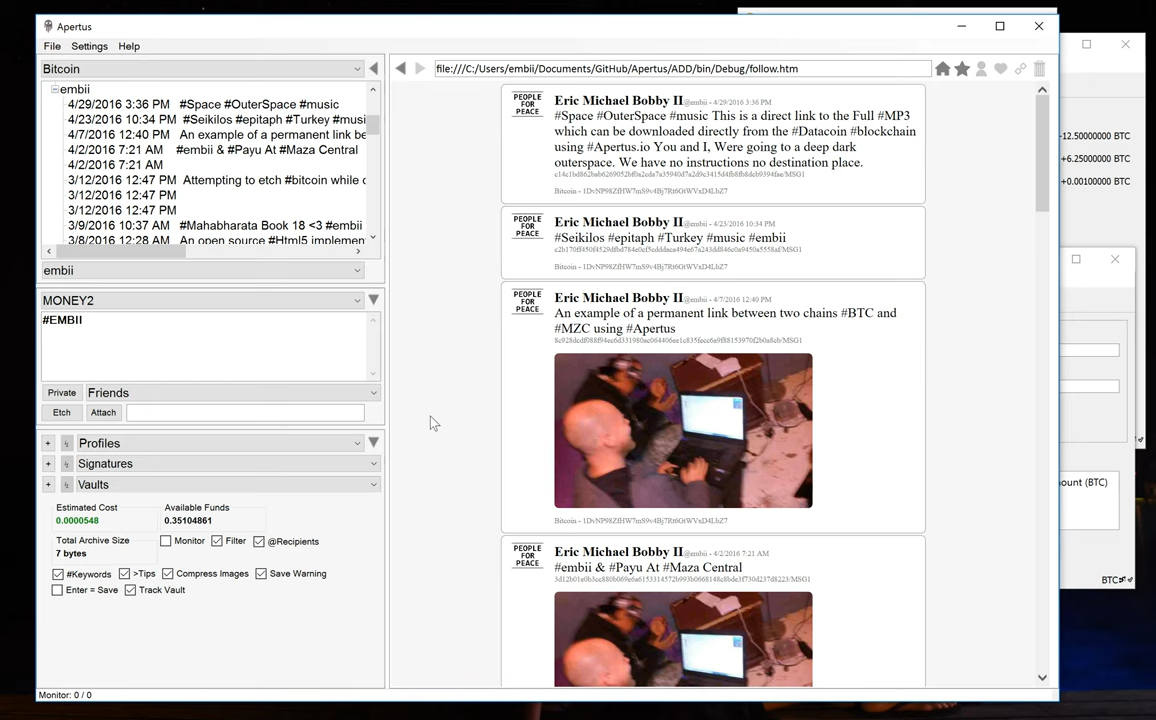 Apertus
File Settings Help
Bitcoin
embii
4/29/2016 3:36 PM #Space #OuterSpace #music
4/23/2016 10:34 PM #Seikilos #epitaph #Turkey #musi
4/7/2016 12:40 PM An example of a permanent link be
4/2/2016 7:21 AM #embii & #Payu At #Maza Central
4/2/2016 7:21 AM
3/12/2016 12:47 PM Attempting to etch #bitcoin while c
3/12/2016 12:47 PM
3/12/2016 12:47 PM
3/9/2016 10:37 AM #Mahabharata Book 18 <3 #embii
3/8/2016 12:28 AM An open source #Html5 implemen
embii
MONEY2
#EMBII
Private Friends
Etch Attach
+ Profiles
+ Signatures
+ Vaults
Estimated Cost Available Funds
0.0000548 0.35104861
Total Archive Size Monitor Filter @Recipients
7 bytes
#Keywords >Tips Compress Images Save Warning
Enter = Save Track Vault
Monitor: 0 / 0
file:///C:/Users/embii/Documents/GitHub/Apertus/ADD/bin/Debug/follow.htm
PEOPLE
FOR
PEACE
Eric Michael Bobby II @embii - 4/29/2016 3:36 PM
#Space #OuterSpace #music This is a direct link to the Full #MP3
which can be downloaded directly from the #Datacoin #blockchain
using #Apertus.io You and I, Were going to a deep dark
outerspace. We have no instructions no destination place.
PEOPLE
FOR
PEACE
Eric Michael Bobby II @embii - 4/23/2016 10:34 PM
#Seikilos #epitaph #Turkey #music #embii
PEOPLE
FOR
PEACE
Eric Michael Bobby II @embii - 4/7/2016 12:40 PM
An example of a permanent link between two chains #BTC and
#MZC using #Apertus
PEOPLE
FOR
PEACE
Eric Michael Bobby II @embii - 4/2/2016 7:21 AM
#embii & #Payu At #Maza Central
-12.50000000 BTC
+6.25000000 BTC
+0.00100000 BTC
ount (BTC)
BTC